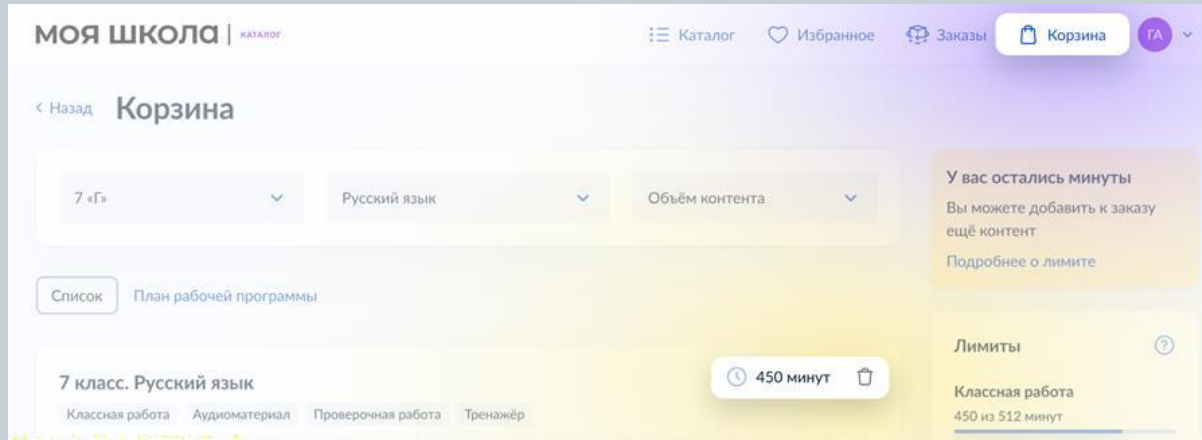 МОЯ ШКОЛА | КАТАЛОГ
Каталог Избранное Заказы Корзина ГА
‹ Назад Корзина
7 «Г» Русский язык Объём контента
У вас остались минуты
Вы можете добавить к заказу
ещё контент
Подробнее о лимите
Список План рабочей программы
7 класс. Русский язык 450 минут
Классная работа Аудиоматериал Проверочная работа Тренажёр
Лимиты ?
Классная работа
450 из 512 минут